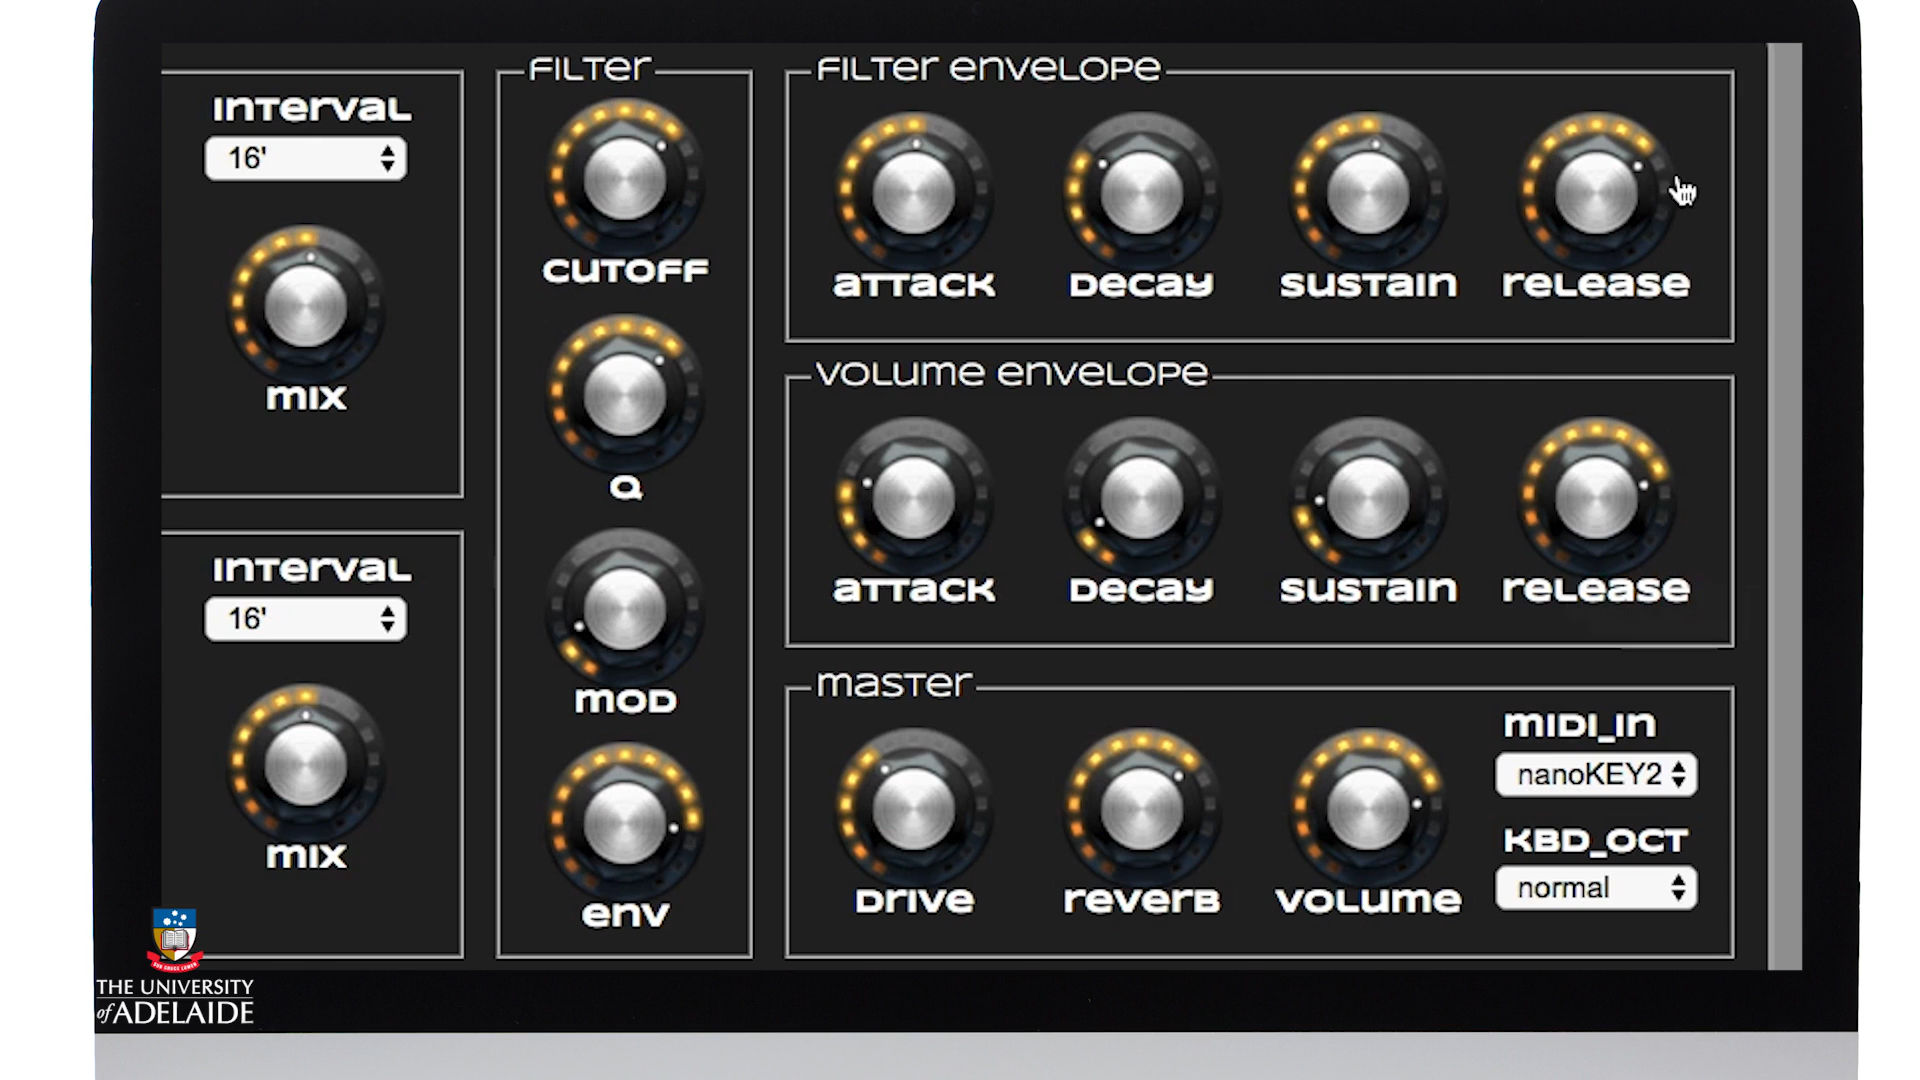 InTerVaL
16'
mIX
InTerVaL
16'
mIX
FILTer
CUTOFF
Q
mOD
env
FILTer enveLOPe
aTTACK
Decay
SUSTaIn
reLease
VOLume enveLOPe
aTTACK
Decay
SUSTaIn
reLease
masTer
DrIVe
reverB
VOLume
mIDI_In
nanoKEY2
KBD_OCT
normal
THE UNIVERSITY
of ADELAIDE